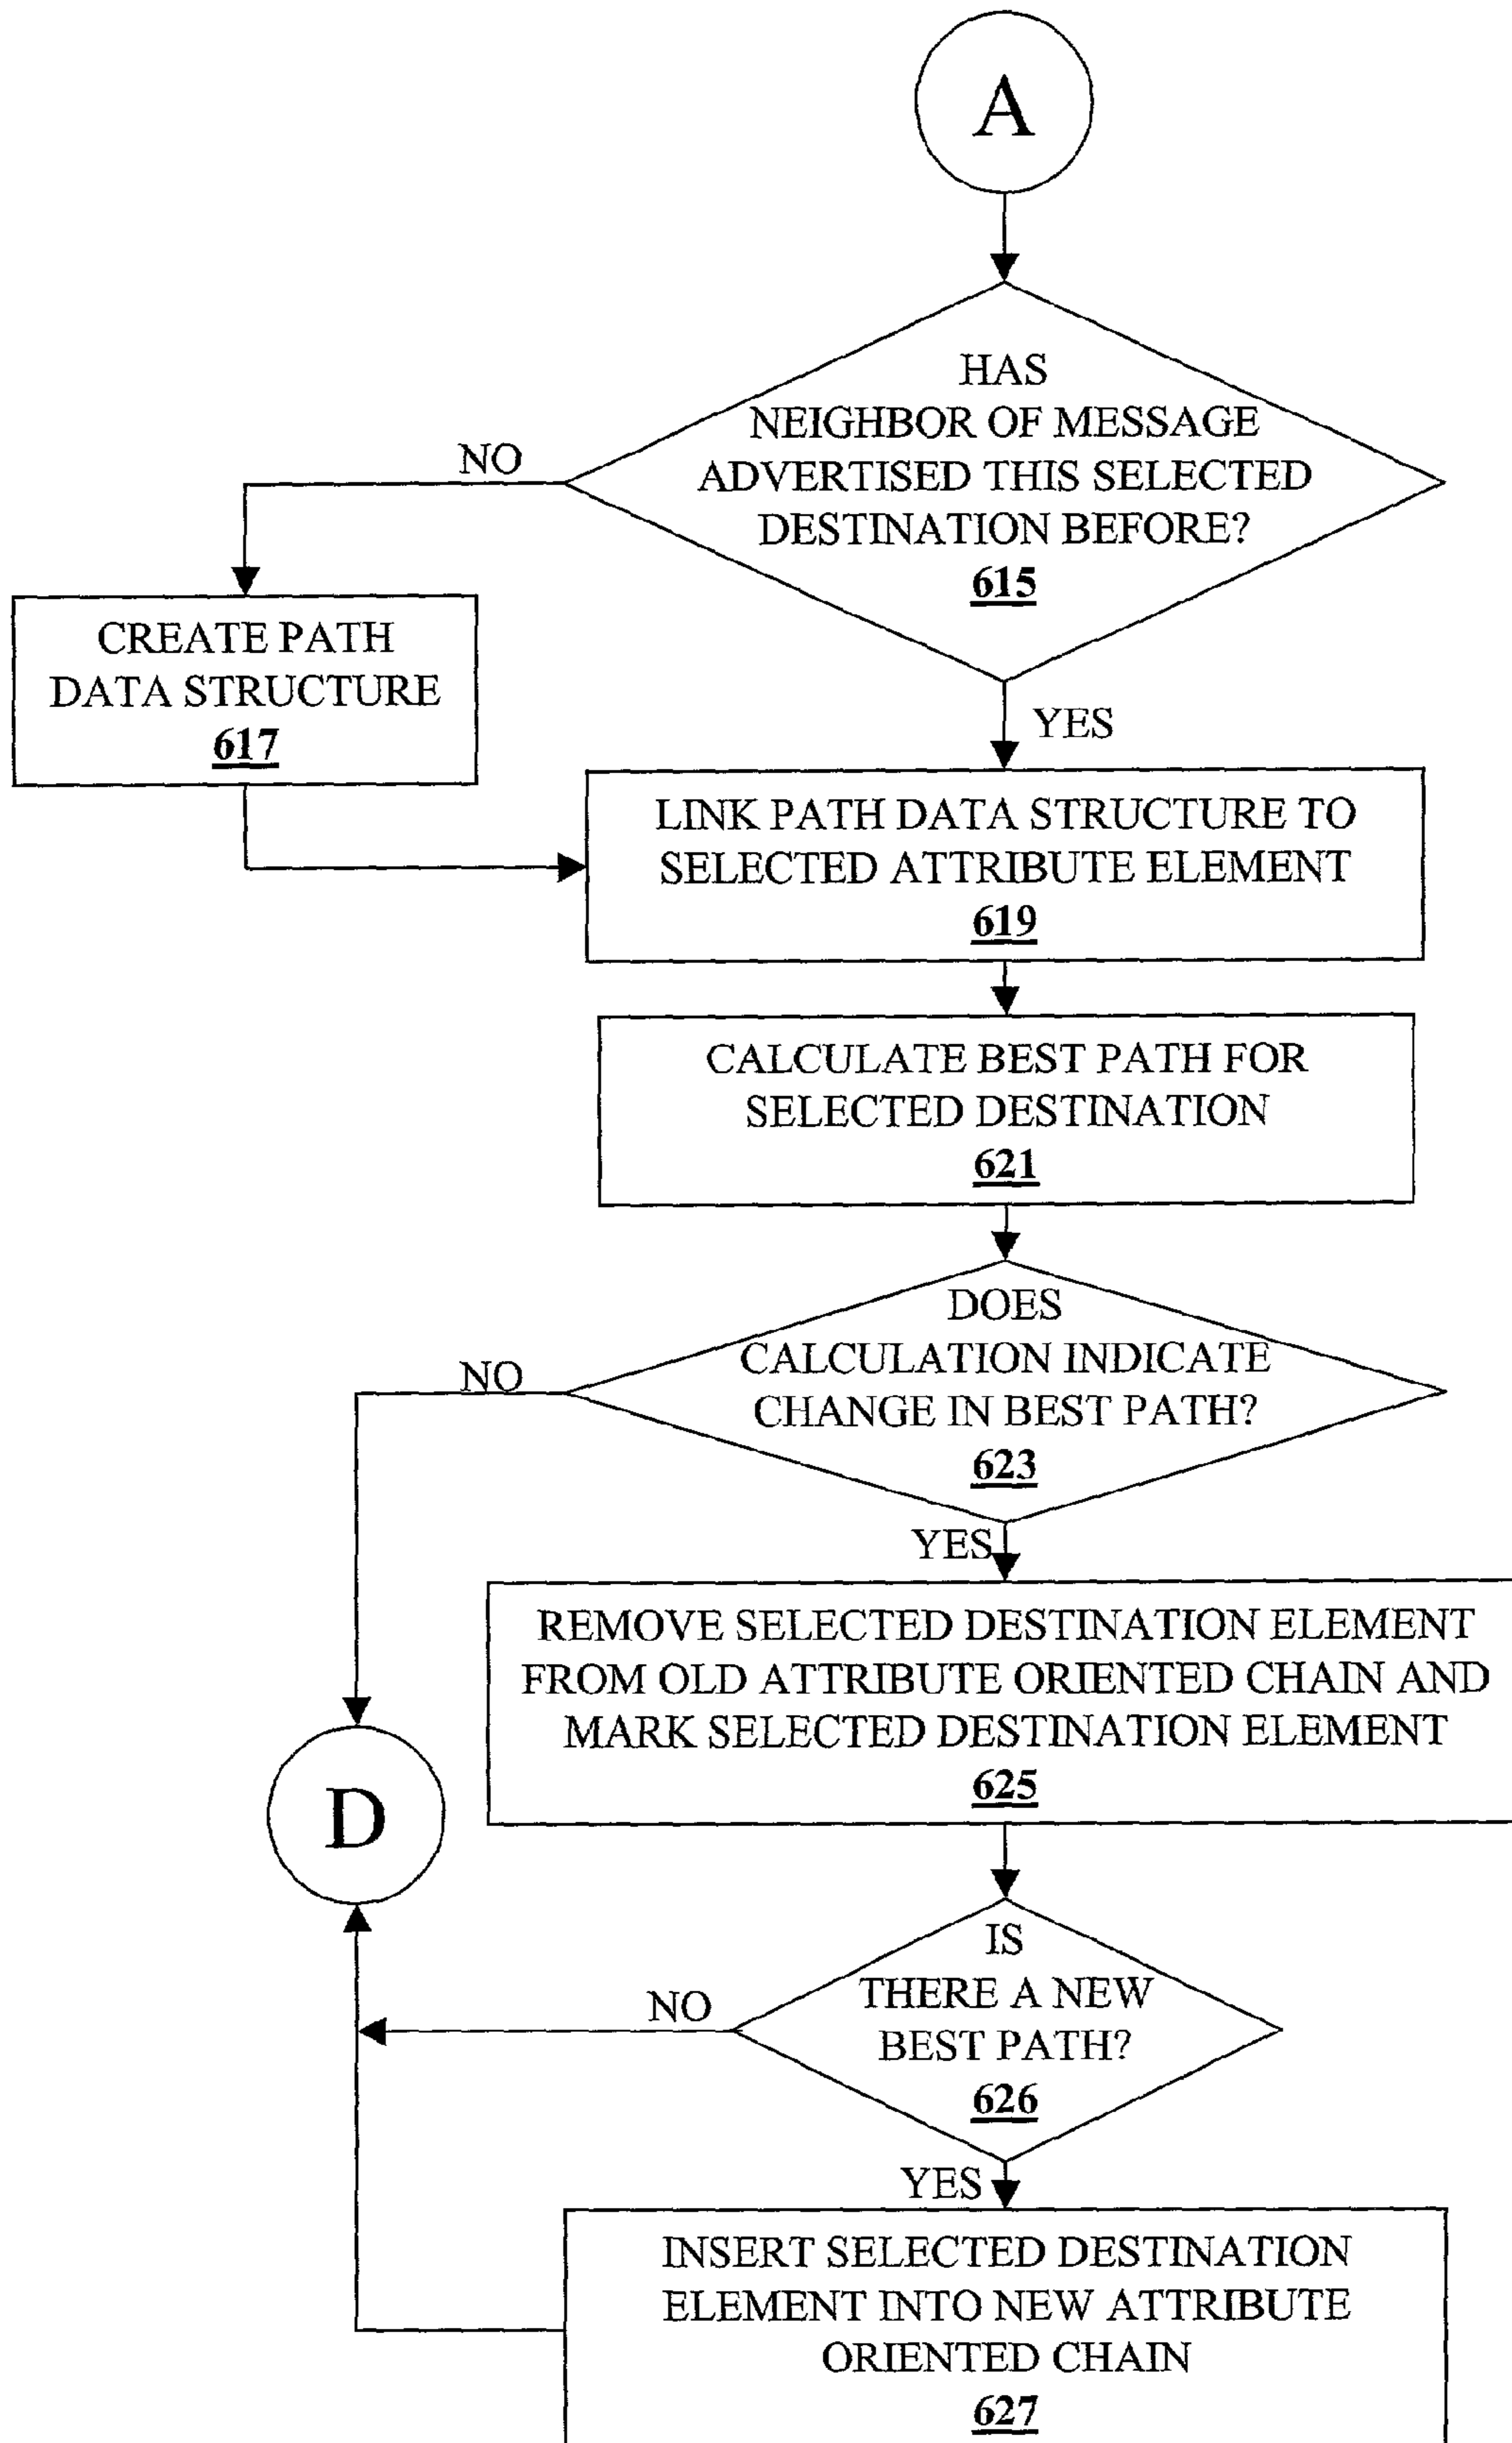 A
HAS
NEIGHBOR OF MESSAGE
ADVERTISED THIS SELECTED
DESTINATION BEFORE?
615
NO
CREATE PATH
DATA STRUCTURE
617
YES
LINK PATH DATA STRUCTURE TO
SELECTED ATTRIBUTE ELEMENT
619
CALCULATE BEST PATH FOR
SELECTED DESTINATION
621
DOES
CALCULATION INDICATE
CHANGE IN BEST PATH?
623
NO
YES
REMOVE SELECTED DESTINATION ELEMENT
FROM OLD ATTRIBUTE ORIENTED CHAIN AND
MARK SELECTED DESTINATION ELEMENT
625
D
IS
THERE A NEW
BEST PATH?
626
NO
YES
INSERT SELECTED DESTINATION
ELEMENT INTO NEW ATTRIBUTE
ORIENTED CHAIN
627